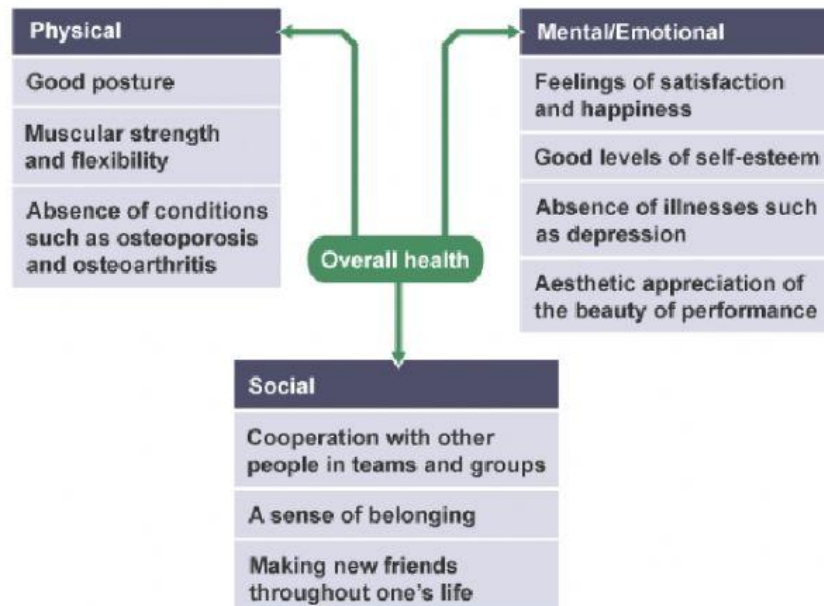 Physical
Good posture
Muscular strength
and flexibility
Absence of conditions
such as osteoporosis
and osteoarthritis
Mental/Emotional
Feelings of satisfaction
and happiness
Good levels of self-esteem
Absence of illnesses such
as depression
Aesthetic appreciation of
the beauty of performance
Overall health
Social
Cooperation with other
people in teams and groups
A sense of belonging
Making new friends
throughout one's life